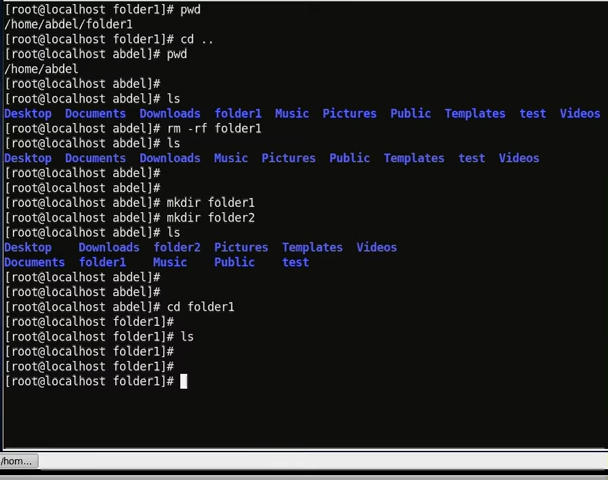 [root@localhost folder1]# pwd
/home/abdel/folder1
[root@localhost folder1]# cd ..
[root@localhost abdel]# pwd
/home/abdel
[root@localhost abdel]#
[root@localhost abdel]# ls
Desktop  Documents  Downloads  folder1  Music  Pictures  Public  Templates  test  Videos
[root@localhost abdel]# rm -rf folder1
[root@localhost abdel]# ls
Desktop  Documents  Downloads  Music  Pictures  Public  Templates  test  Videos
[root@localhost abdel]#
[root@localhost abdel]#
[root@localhost abdel]# mkdir folder1
[root@localhost abdel]# mkdir folder2
[root@localhost abdel]# ls
Desktop    Downloads  folder2  Pictures  Templates  Videos
Documents  folder1    Music    Public    test
[root@localhost abdel]#
[root@localhost abdel]#
[root@localhost abdel]# cd folder1
[root@localhost folder1]#
[root@localhost folder1]# ls
[root@localhost folder1]#
[root@localhost folder1]#
[root@localhost folder1]#
/hom...